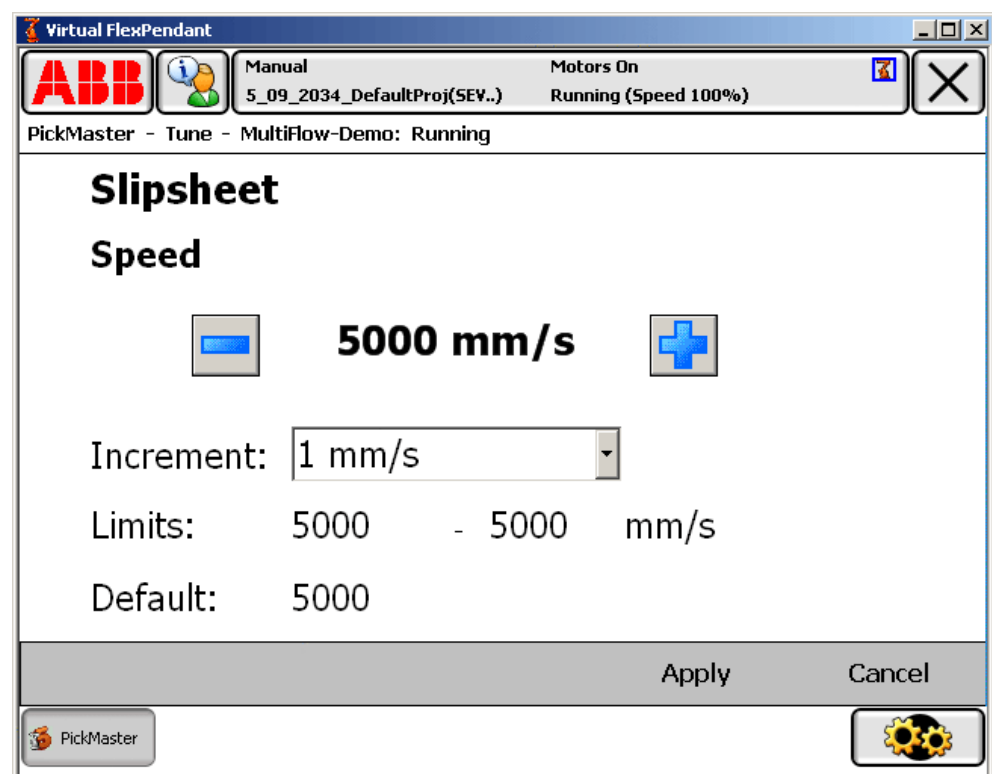 Virtual FlexPendant
ABB
Manual
Motors On
5_09_2034_DefaultProj(SEV..)
Running (Speed 100%)
PickMaster - Tune - MultiFlow-Demo: Running
Slipsheet
Speed
5000 mm/s
Increment: 1 mm/s
Limits: 5000 - 5000 mm/s
Default: 5000
Apply Cancel
PickMaster